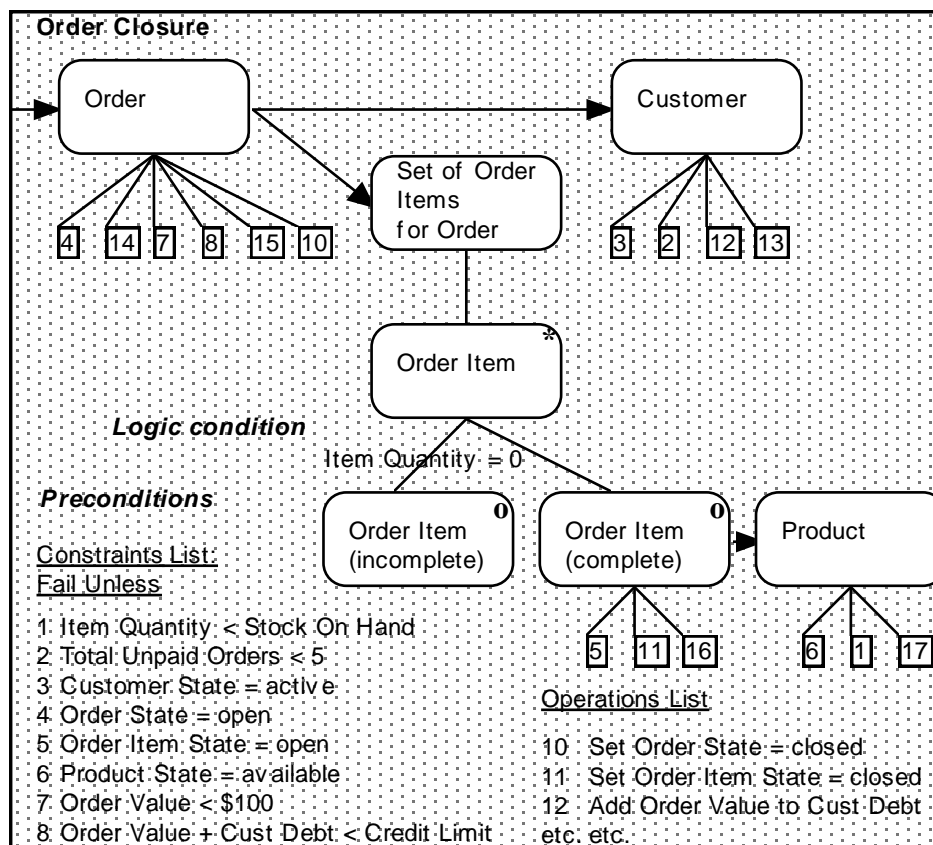 Order Closure
Order
Customer
Set of Order
Items
for Order
4 14 7 8 15 10
3 2 12 13
*
Order Item
Logic condition
Item Quantity = 0
Preconditions
o
Order Item
(incomplete)
o
Order Item
(complete)
Product
Constraints List:
Fail Unless
1 Item Quantity < Stock On Hand
2 Total Unpaid Orders < 5
3 Customer State = active
4 Order State = open
5 Order Item State = open
6 Product State = available
7 Order Value < $100
8 Order Value + Cust Debt < Credit Limit
5 11 16
6 1 17
Operations List
10 Set Order State = closed
11 Set Order Item State = closed
12 Add Order Value to Cust Debt
etc. etc.